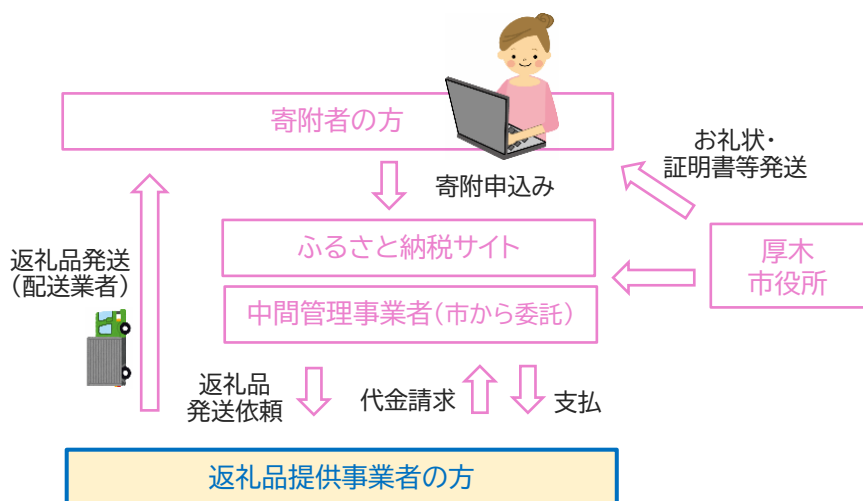 寄附者の方
お礼状・
証明書等発送
寄附申込み
ふるさと納税サイト
厚木
市役所
返礼品発送
(配送業者)
中間管理事業者(市から委託)
返礼品
発送依頼
代金請求
支払
返礼品提供事業者の方